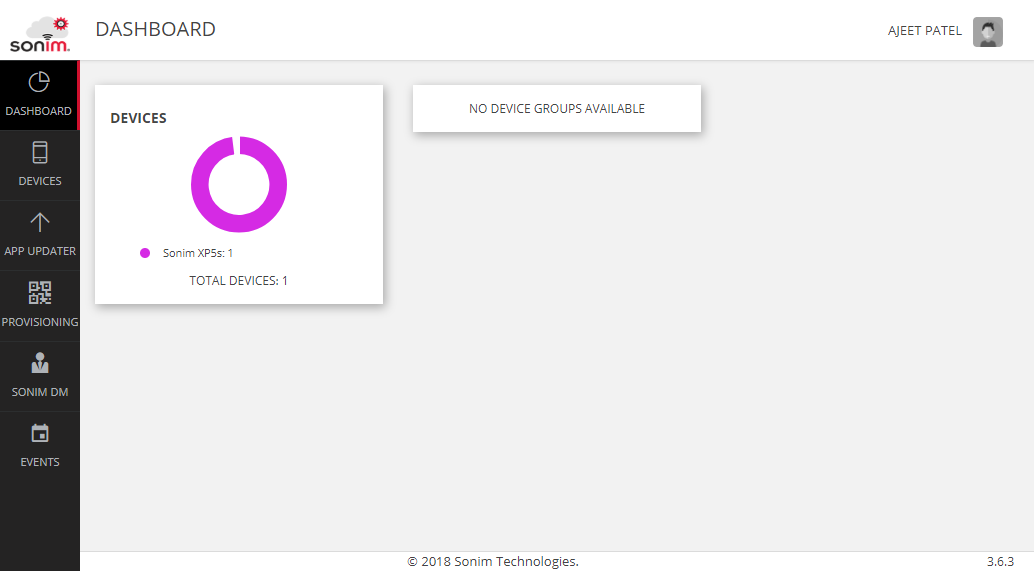 sonim
DASHBOARD
AJEET PATEL
DASHBOARD
DEVICES
APP UPDATER
PROVISIONING
SONIM DM
EVENTS
DEVICES
Sonim XP5s: 1
TOTAL DEVICES: 1
NO DEVICE GROUPS AVAILABLE
© 2018 Sonim Technologies.
3.6.3